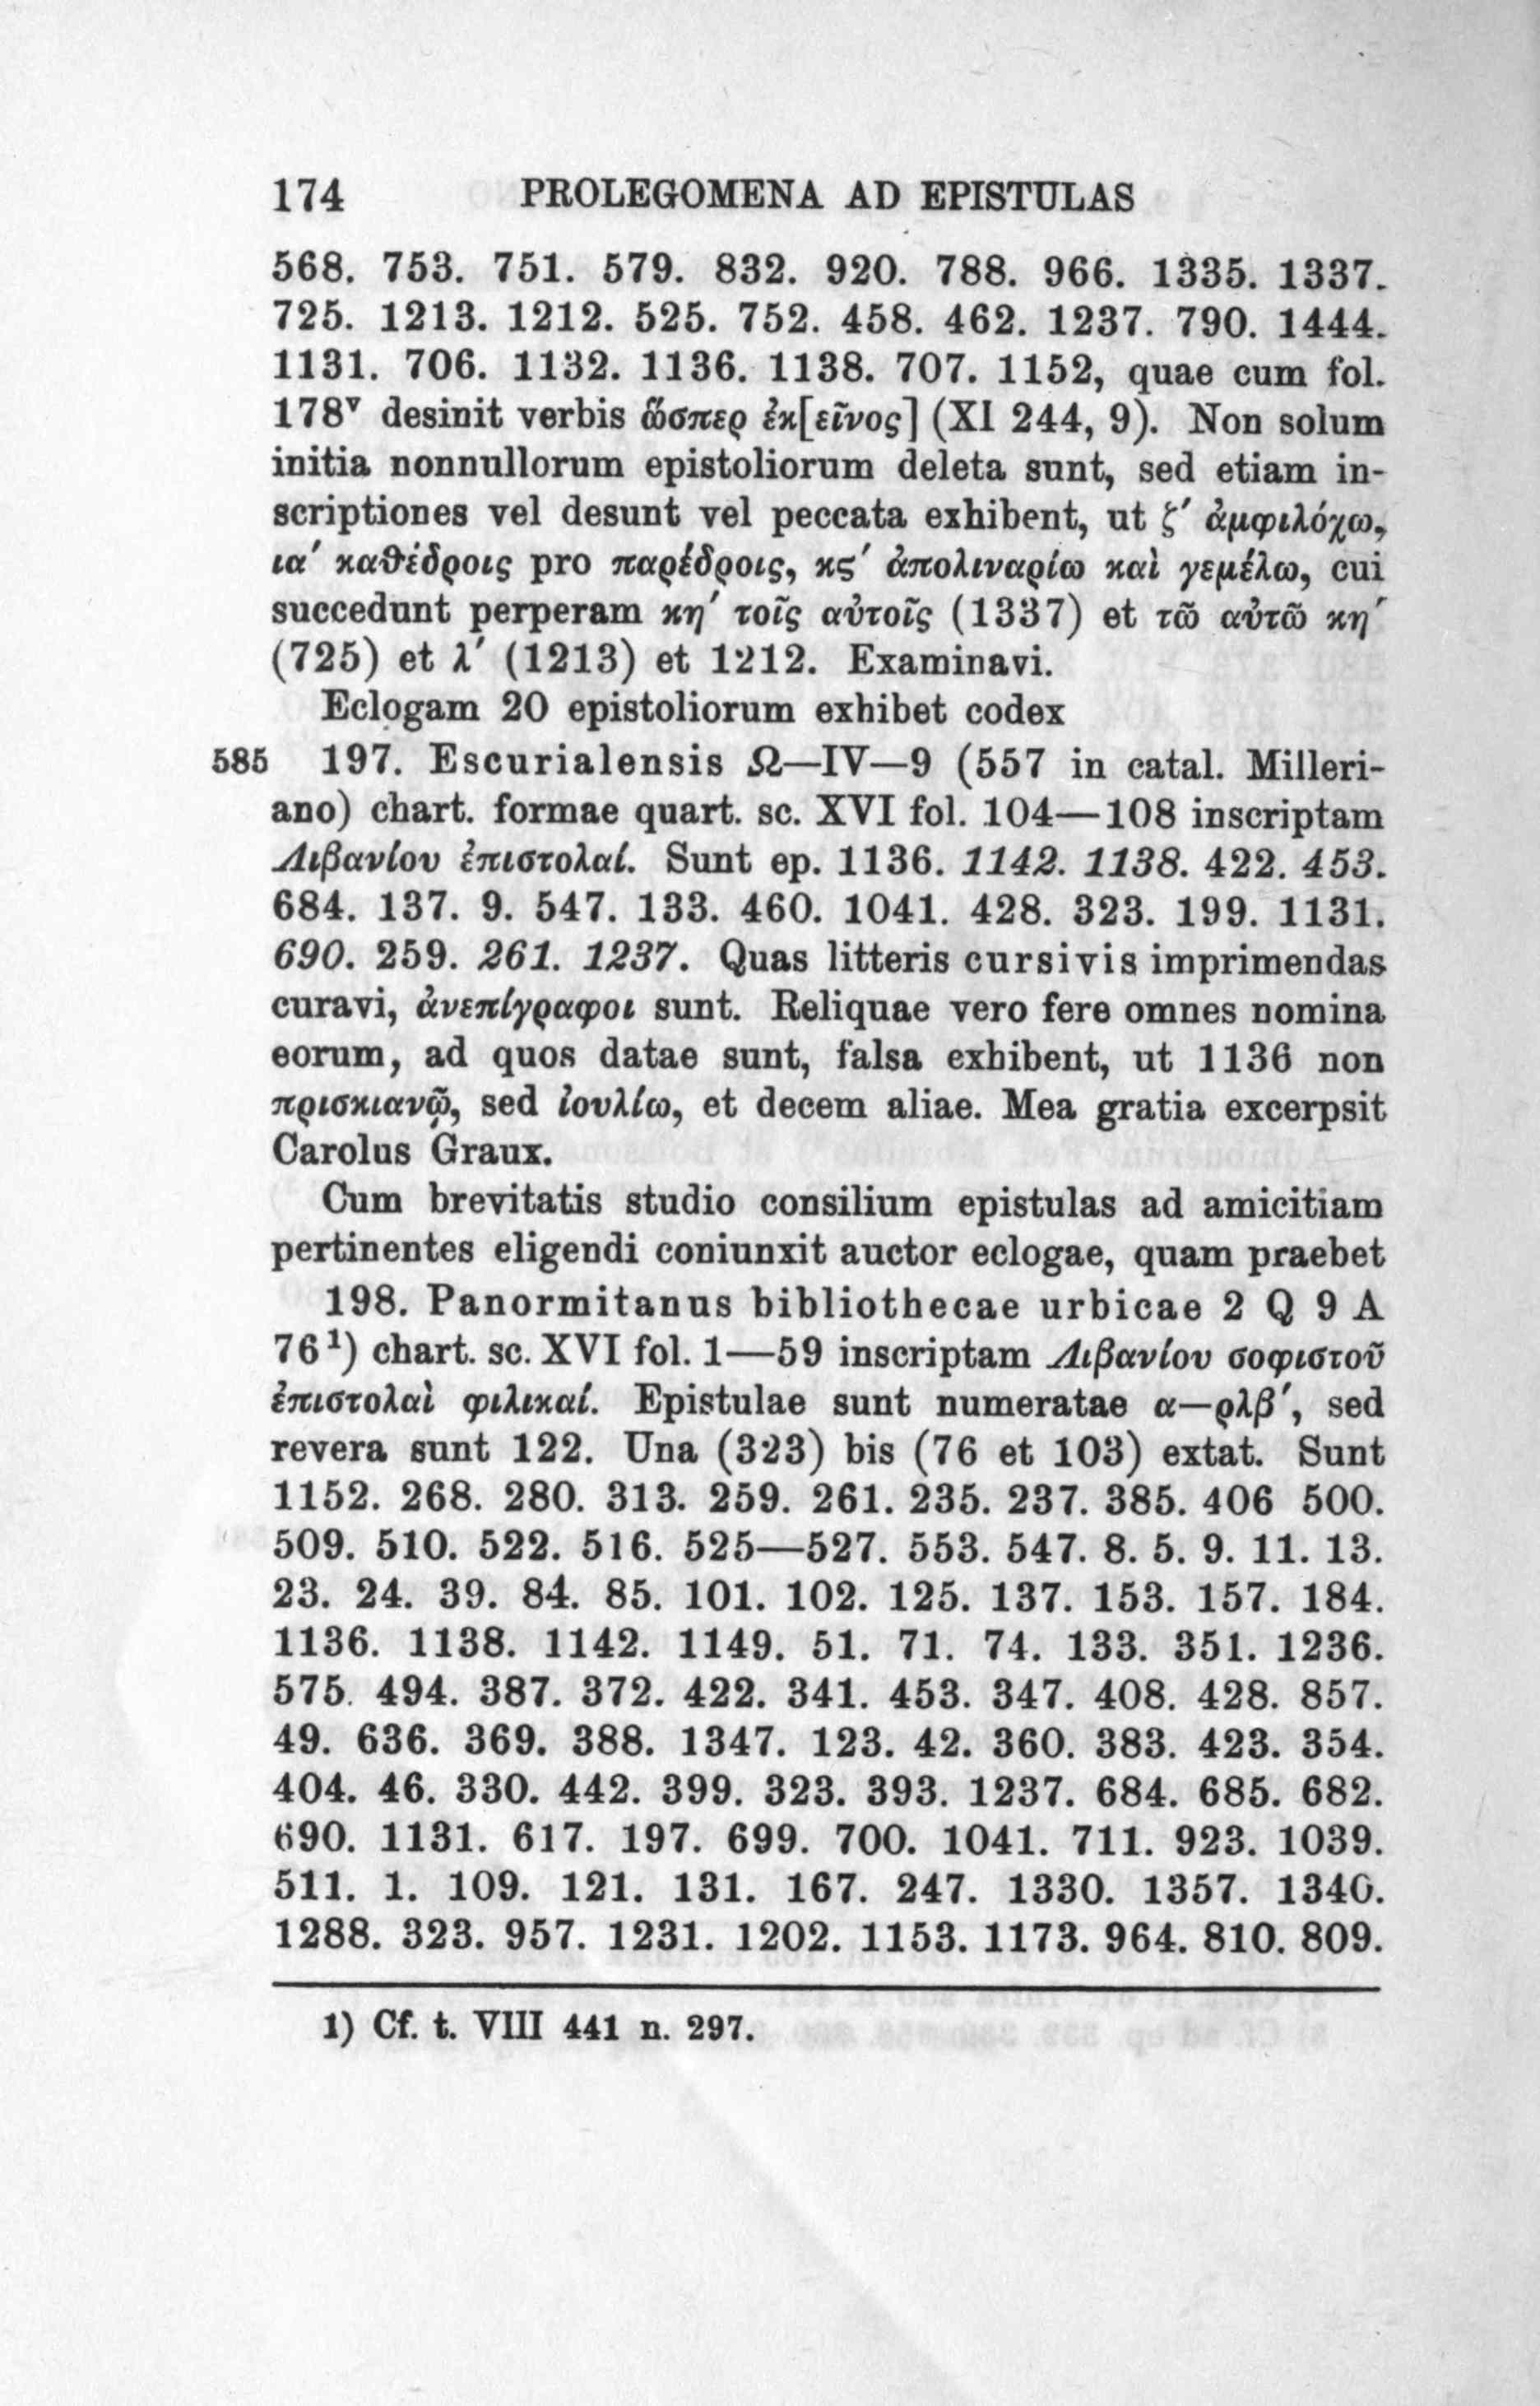 174 PROLEGOMENA AD EPISTULAS
568. 753. 751. 579. 832. 920. 788. 966. 1335. 1337.
725. 1213. 1212. 525. 752. 458. 462. 1237. 790. 1444.
1131. 706. 1132. 1136. 1138. 707. 1152, quae cum fol.
178ᵛ desinit verbis ὥσπερ ἐκ[εῖνος] (XI 244, 9). Non solum
initia nonnullorum epistoliorum deleta sunt, sed etiam in-
scriptiones vel desunt vel peccata exhibent, ut ζ′ ἀμφιλόχω,
ια′ καθέδροις pro παρέδροις, κς′ ἀπολιναρίω καὶ γεμέλω, cui
succedunt perperam κη′ τοῖς αὐτοῖς (1337) et τῶ αὐτῶ κη′
(725) et λ′ (1213) et 1212. Examinavi.
Eclogam 20 epistoliorum exhibet codex
585 197. Escurialensis Ω—IV—9 (557 in catal. Milleri-
ano) chart. formae quart. sc. XVI fol. 104—108 inscriptam
Λιβανίου ἐπιστολαί. Sunt ep. 1136. 1142. 1138. 422. 453.
684. 137. 9. 547. 133. 460. 1041. 428. 323. 199. 1131.
690. 259. 261. 1237. Quas litteris cursivis imprimendas
curavi, ἀνεπίγραφοι sunt. Reliquae vero fere omnes nomina
eorum, ad quos datae sunt, falsa exhibent, ut 1136 non
πρισκιανῷ, sed ἰουλίω, et decem aliae. Mea gratia excerpsit
Carolus Graux.
Cum brevitatis studio consilium epistulas ad amicitiam
pertinentes eligendi coniunxit auctor eclogae, quam praebet
198. Panormitanus bibliothecae urbicae 2 Q 9 A
76¹) chart. sc. XVI fol. 1—59 inscriptam Λιβανίου σοφιστοῦ
ἐπιστολαὶ φιλικαί. Epistulae sunt numeratae α—ρλβ′, sed
revera sunt 122. Una (323) bis (76 et 103) extat. Sunt
1152. 268. 280. 313. 259. 261. 235. 237. 385. 406 500.
509. 510. 522. 516. 525—527. 553. 547. 8. 5. 9. 11. 13.
23. 24. 39. 84. 85. 101. 102. 125. 137. 153. 157. 184.
1136. 1138. 1142. 1149. 51. 71. 74. 133. 351. 1236.
575. 494. 387. 372. 422. 341. 453. 347. 408. 428. 857.
49. 636. 369. 388. 1347. 123. 42. 360. 383. 423. 354.
404. 46. 330. 442. 399. 323. 393. 1237. 684. 685. 682.
690. 1131. 617. 197. 699. 700. 1041. 711. 923. 1039.
511. 1. 109. 121. 131. 167. 247. 1330. 1357. 1340.
1288. 323. 957. 1231. 1202. 1153. 1173. 964. 810. 809.
1) Cf. t. VIII 441 n. 297.